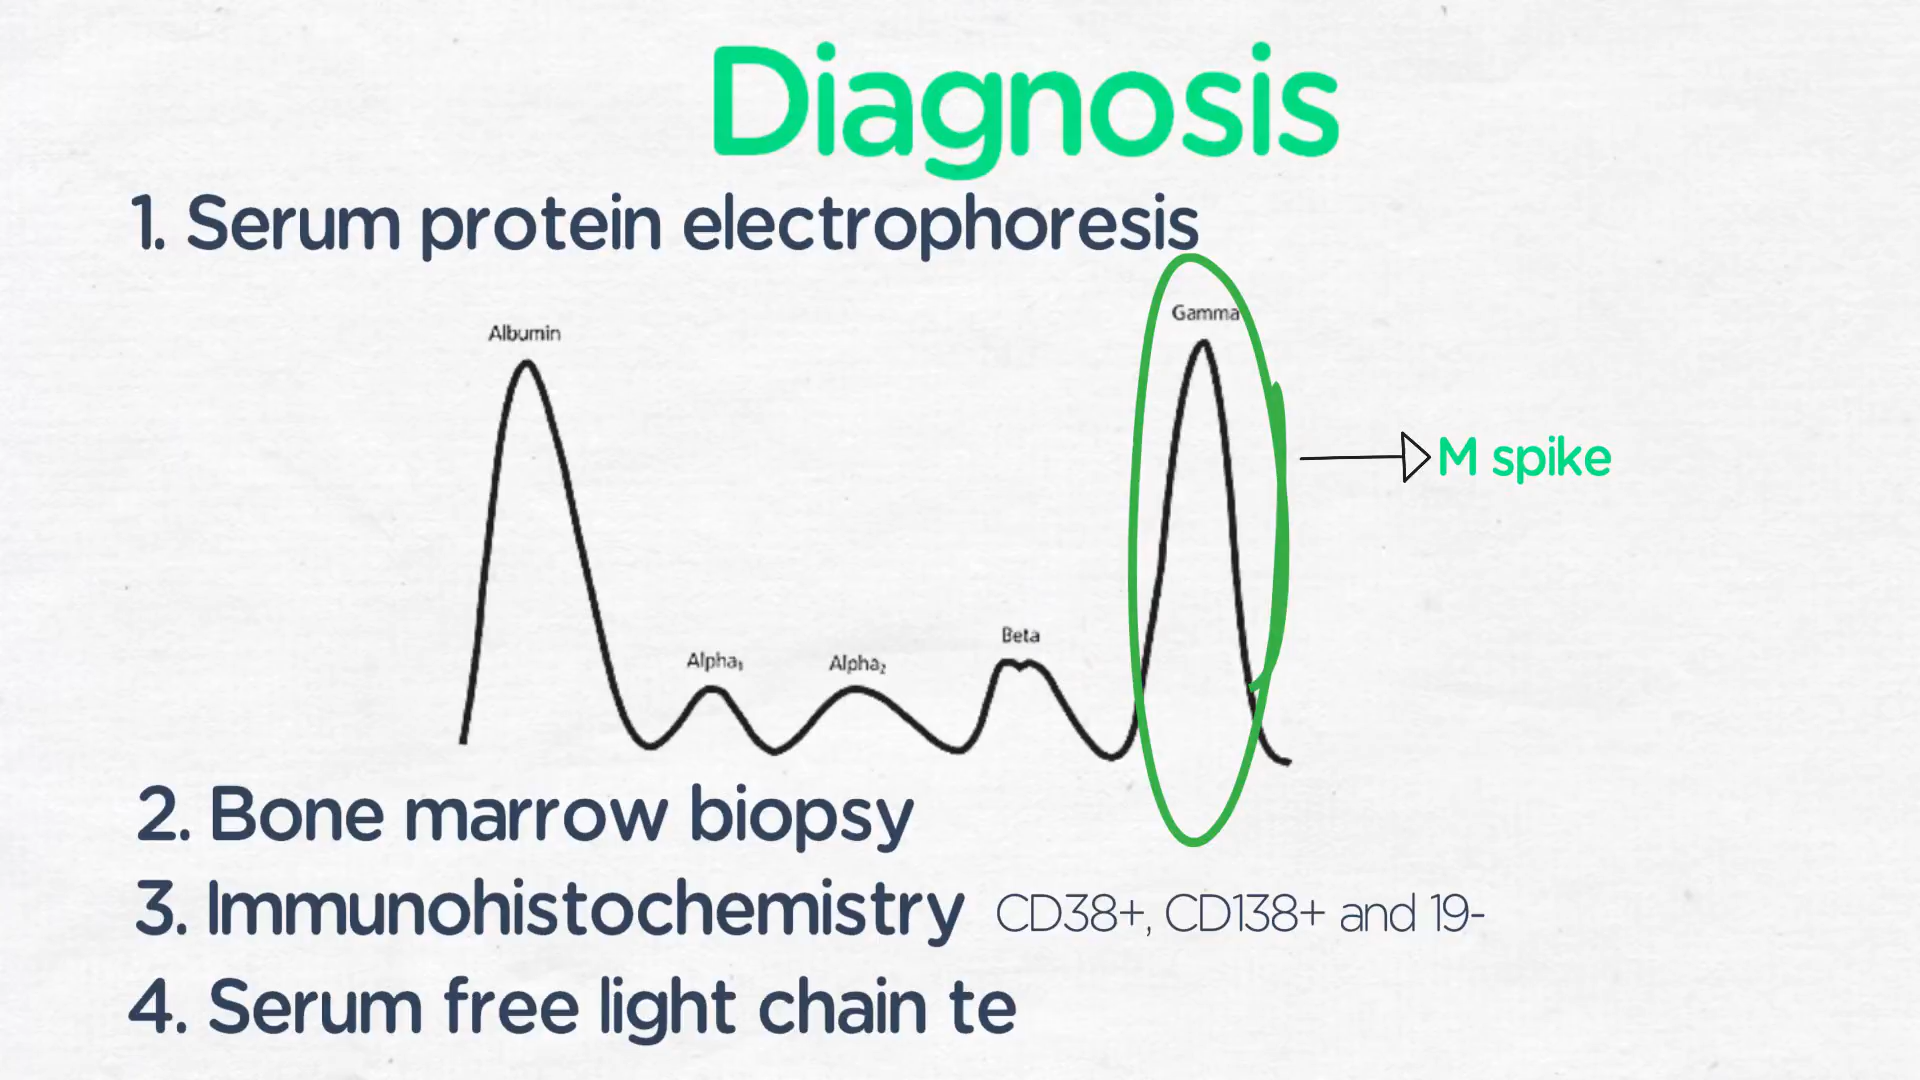 Diagnosis
1. Serum protein electrophoresis
Gamma
Albumin
M spike
Beta
Alpha₁
Alpha₂
2. Bone marrow biopsy
3. Immunohistochemistry CD38+, CD138+ and 19-
4. Serum free light chain te